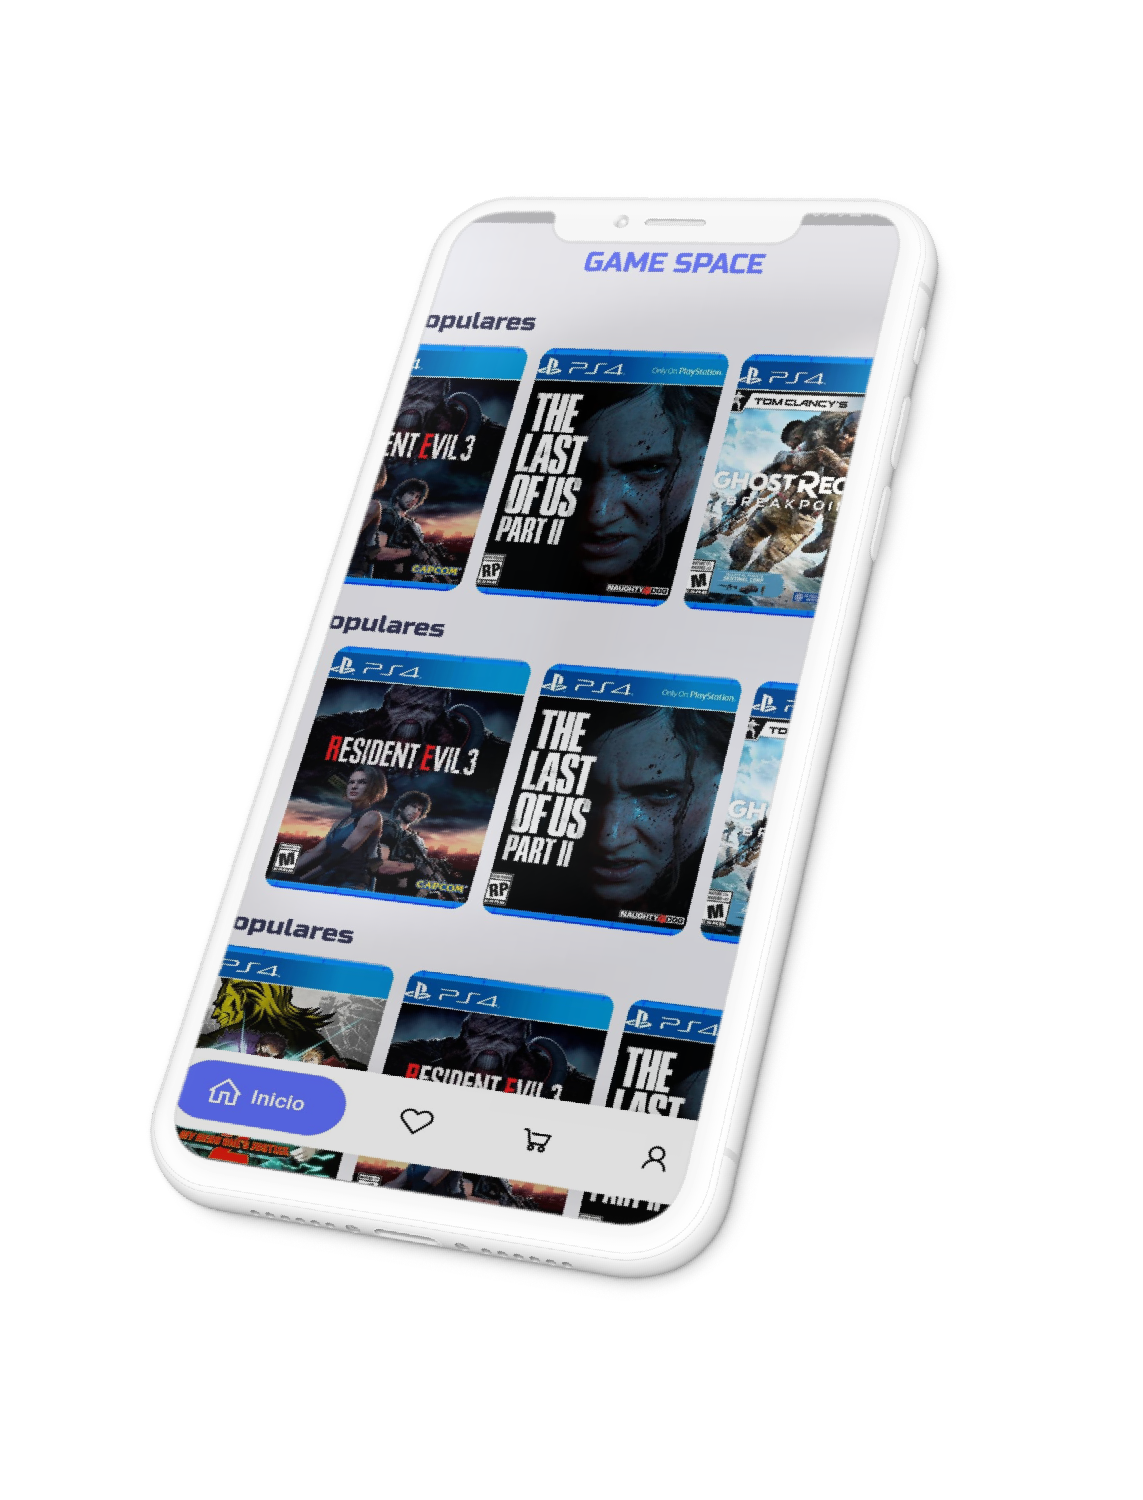 GAME SPACE
opulares
4
ENT EVIL 3
CAPCOM
PS4 Only On PlayStation
THE
LAST
OF US
PART II
RP
NAUGHTY DOG
PS4
TOM CLANCY'S
GHOST REC
BREAKPOI
M
opulares
PS4
RESIDENT EVIL 3
M
CAPCOM
PS4 Only On PlayStation
THE
LAST
OF US
PART II
RP
NAUGHTY DOG
TO
GH
M
opulares
PS4
PS4
RESIDENT EVIL 3
PS4
THE
LAST
Inicio